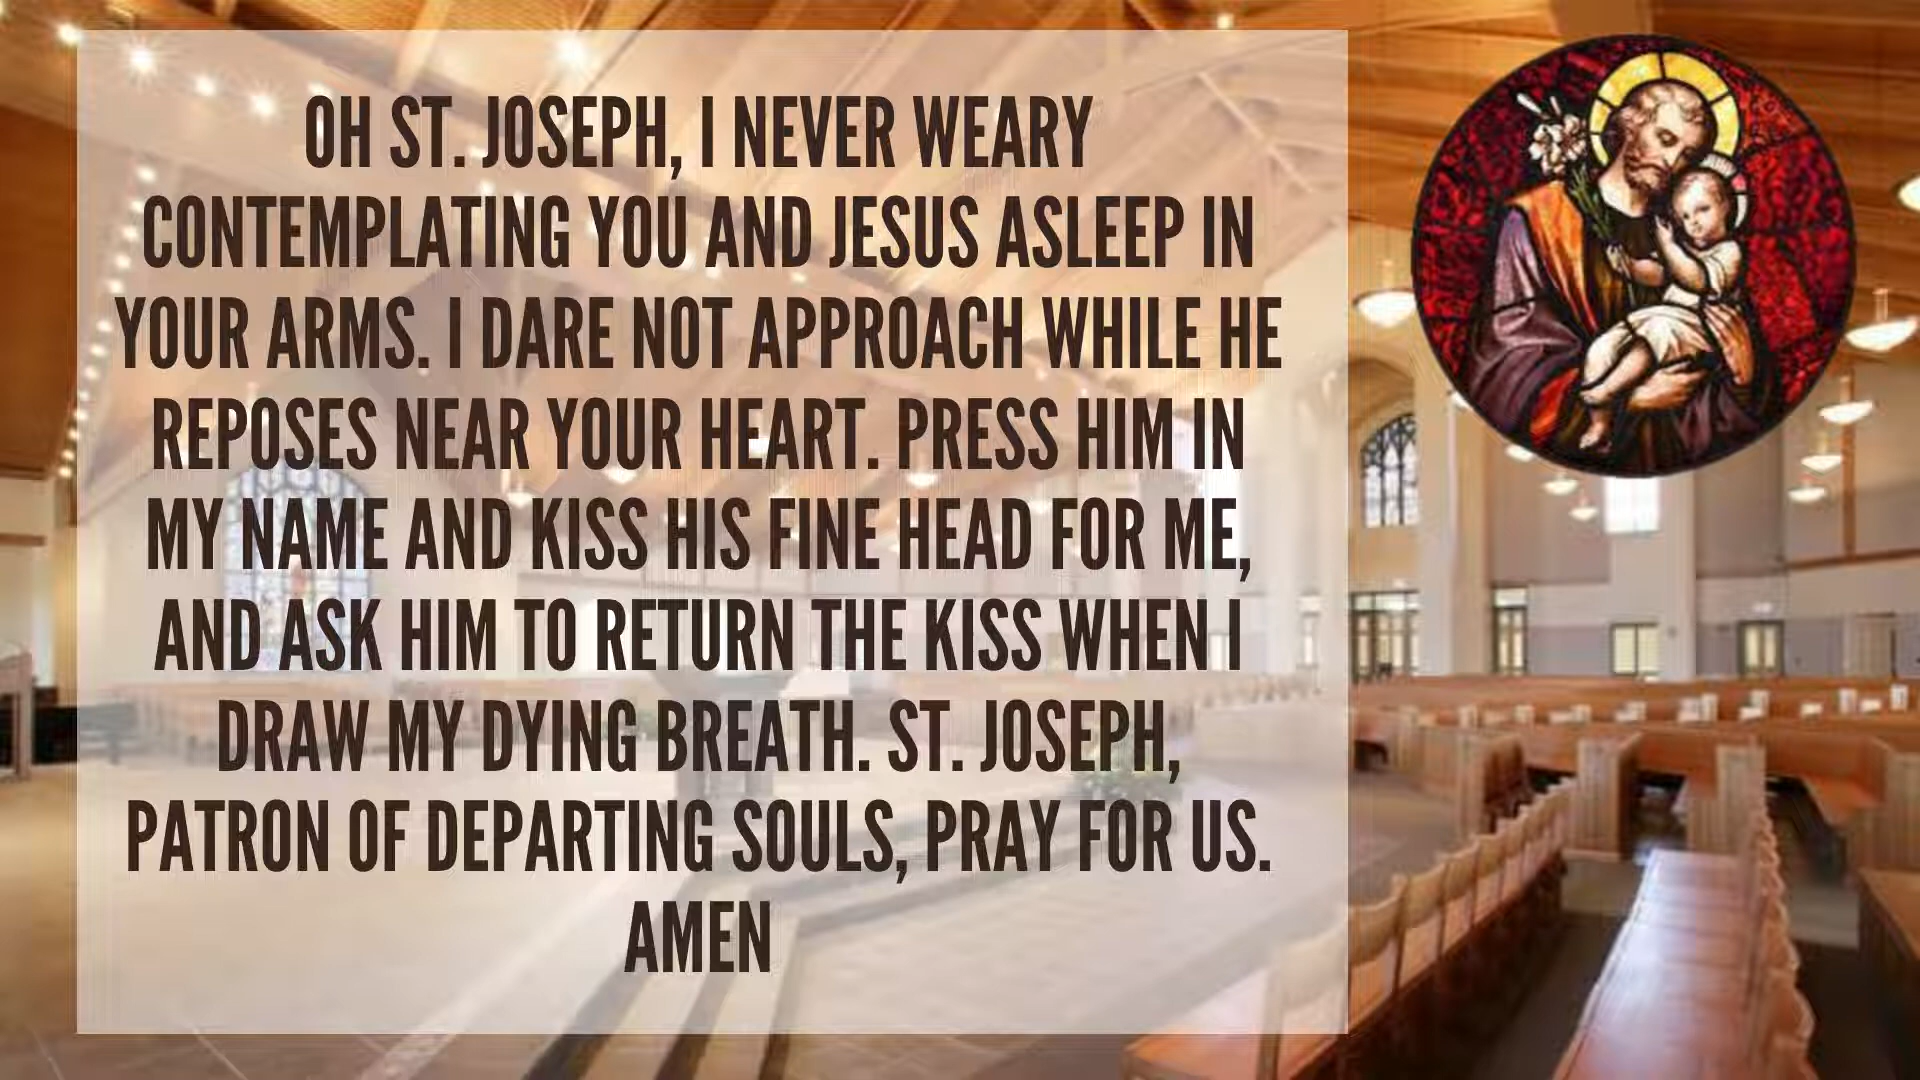 OH ST. JOSEPH, I NEVER WEARY
CONTEMPLATING YOU AND JESUS ASLEEP IN
YOUR ARMS. I DARE NOT APPROACH WHILE HE
REPOSES NEAR YOUR HEART. PRESS HIM IN
MY NAME AND KISS HIS FINE HEAD FOR ME,
AND ASK HIM TO RETURN THE KISS WHEN I
DRAW MY DYING BREATH. ST. JOSEPH,
PATRON OF DEPARTING SOULS, PRAY FOR US.
AMEN